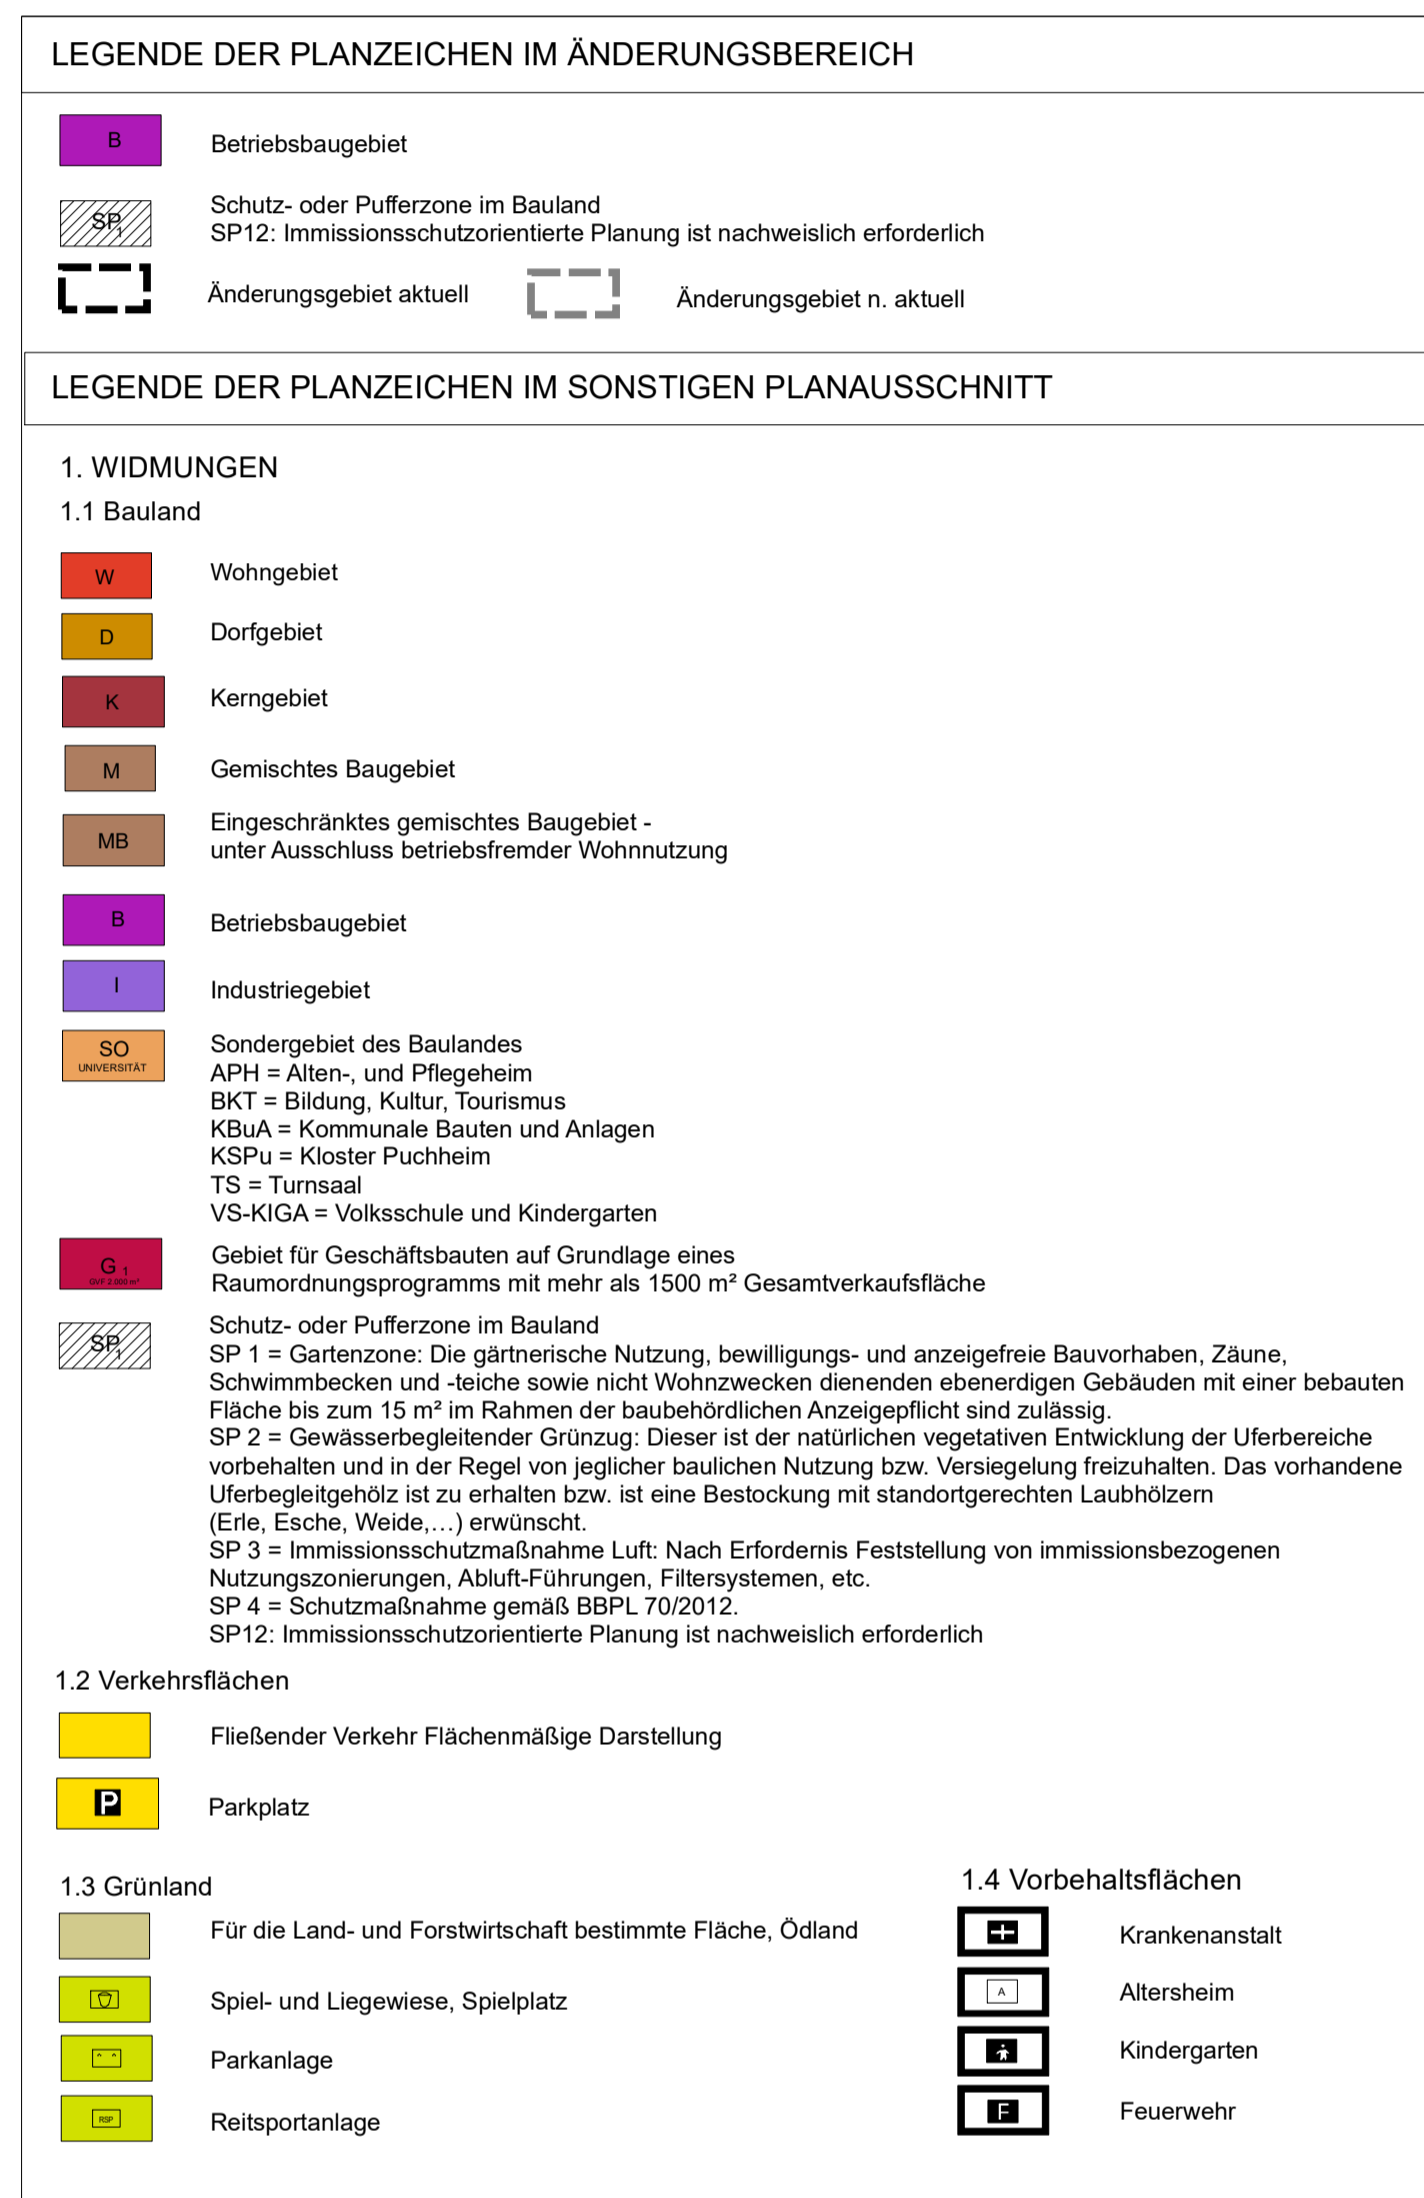 LEGENDE DER PLANZEICHEN IM ÄNDERUNGSBEREICH
B
Betriebsbaugebiet
SP1
Schutz- oder Pufferzone im Bauland
SP12: Immissionsschutzorientierte Planung ist nachweislich erforderlich
Änderungsgebiet aktuell
Änderungsgebiet n. aktuell
LEGENDE DER PLANZEICHEN IM SONSTIGEN PLANAUSSCHNITT
1. WIDMUNGEN
1.1 Bauland
W
Wohngebiet
D
Dorfgebiet
K
Kerngebiet
M
Gemischtes Baugebiet
MB
Eingeschränktes gemischtes Baugebiet -
unter Ausschluss betriebsfremder Wohnnutzung
B
Betriebsbaugebiet
I
Industriegebiet
SO
UNIVERSITÄT
Sondergebiet des Baulandes
APH = Alten-, und Pflegeheim
BKT = Bildung, Kultur, Tourismus
KBuA = Kommunale Bauten und Anlagen
KSPu = Kloster Puchheim
TS = Turnsaal
VS-KIGA = Volksschule und Kindergarten
G 1
GVF 2.000 m²
Gebiet für Geschäftsbauten auf Grundlage eines
Raumordnungsprogramms mit mehr als 1500 m² Gesamtverkaufsfläche
SP1
Schutz- oder Pufferzone im Bauland
SP 1 = Gartenzone: Die gärtnerische Nutzung, bewilligungs- und anzeigefreie Bauvorhaben, Zäune,
Schwimmbecken und -teiche sowie nicht Wohnzwecken dienenden ebenerdigen Gebäuden mit einer bebauten
Fläche bis zum 15 m² im Rahmen der baubehördlichen Anzeigepflicht sind zulässig.
SP 2 = Gewässerbegleitender Grünzug: Dieser ist der natürlichen vegetativen Entwicklung der Uferbereiche
vorbehalten und in der Regel von jeglicher baulichen Nutzung bzw. Versiegelung freizuhalten. Das vorhandene
Uferbegleitgehölz ist zu erhalten bzw. ist eine Bestockung mit standortgerechten Laubhölzern
(Erle, Esche, Weide,…) erwünscht.
SP 3 = Immissionsschutzmaßnahme Luft: Nach Erfordernis Feststellung von immissionsbezogenen
Nutzungszonierungen, Abluft-Führungen, Filtersystemen, etc.
SP 4 = Schutzmaßnahme gemäß BBPL 70/2012.
SP12: Immissionsschutzorientierte Planung ist nachweislich erforderlich
1.2 Verkehrsflächen
Fließender Verkehr Flächenmäßige Darstellung
P
Parkplatz
1.3 Grünland
Für die Land- und Forstwirtschaft bestimmte Fläche, Ödland
Spiel- und Liegewiese, Spielplatz
Parkanlage
RSP
Reitsportanlage
1.4 Vorbehaltsflächen
Krankenanstalt
A
Altersheim
Kindergarten
F
Feuerwehr